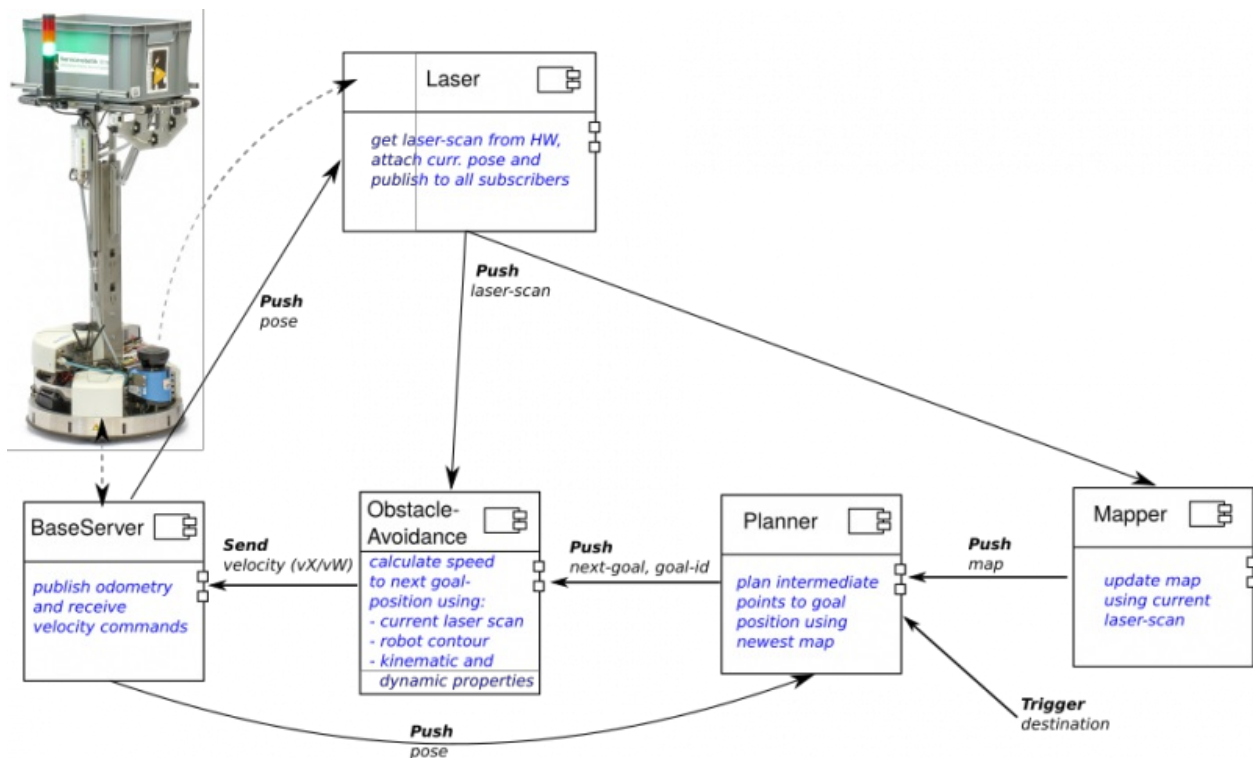 Laser
get laser-scan from HW,
attach curr. pose and
publish to all subscribers
Push
pose
Push
laser-scan
BaseServer
publish odometry
and receive
velocity commands
Send
velocity (vX/vW)
Obstacle-
Avoidance
calculate speed
to next goal-
position using:
- current laser scan
- robot contour
- kinematic and
dynamic properties
Push
next-goal, goal-id
Planner
plan intermediate
points to goal
position using
newest map
Push
map
Mapper
update map
using current
laser-scan
Trigger
destination
Push
pose